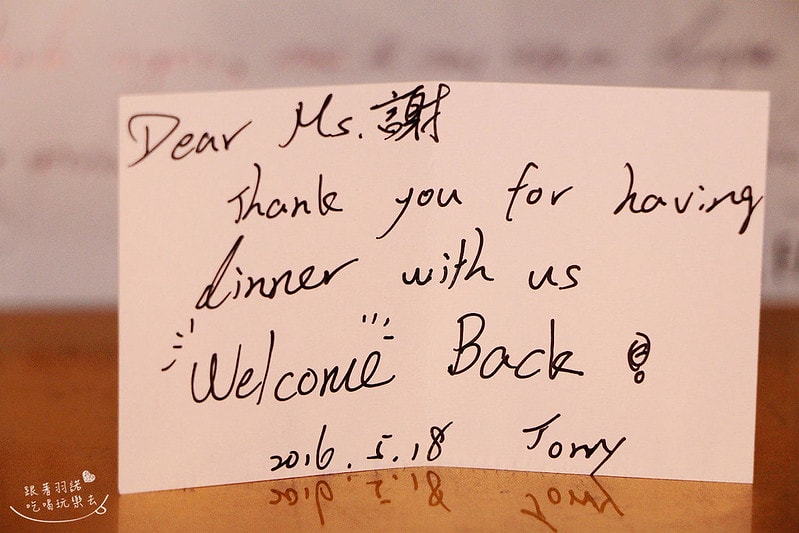 Dear Ms. 謝
Thank you for having
dinner with us
Welcome Back !
2016.5.18 Tony
跟著羽諾
吃喝玩樂去